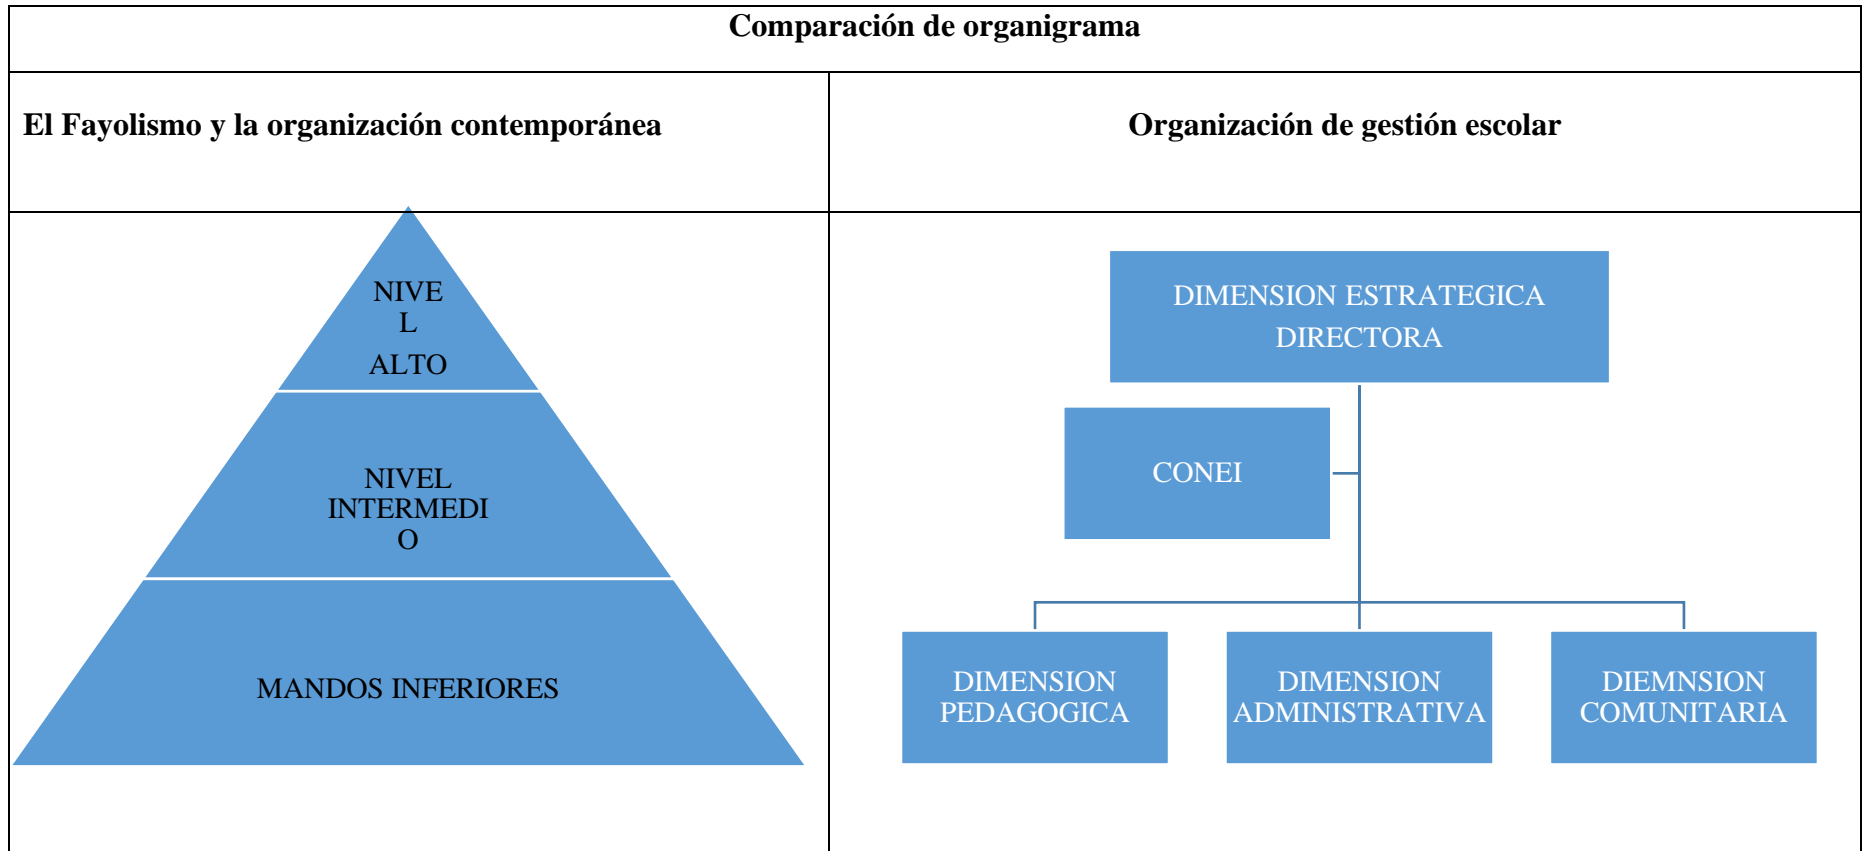 Comparación de organigrama
El Fayolismo y la organización contemporánea
Organización de gestión escolar
NIVE
L
ALTO
NIVEL
INTERMEDI
O
MANDOS INFERIORES
DIMENSION ESTRATEGICA
DIRECTORA
CONEI
DIMENSION
PEDAGOGICA
DIMENSION
ADMINISTRATIVA
DIEMNSION
COMUNITARIA